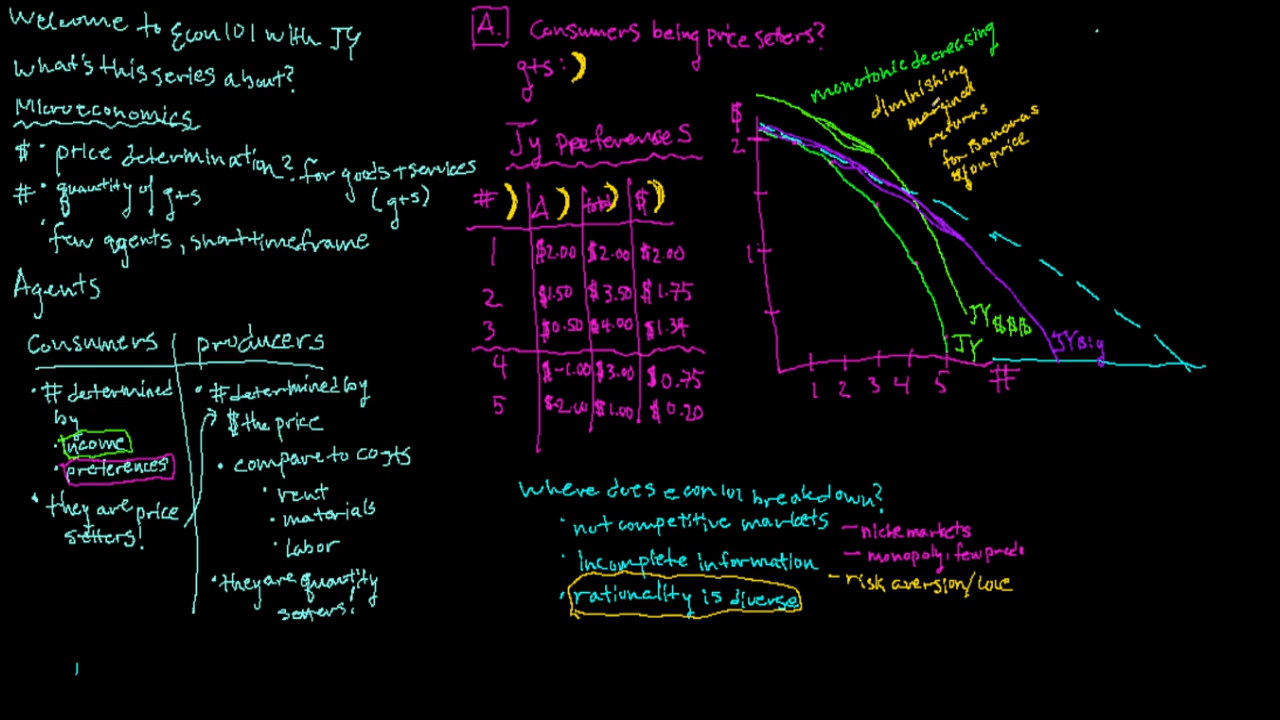 Welcome to Econ101 with JY
What's this series about?
Microeconomics
$ • price determination? for goods + services
# • quantity of g+s (g+s)
• few agents, short timeframe
Agents
Consumers
• # determined
by
• income
• preferences
• they are price
setters!
producers
• # determined by
$ the price
• compare to costs
• rent
• materials
• Labor
• they are quantity
setters!
A. Consumers being price setters?
g+s:
Jy preferences
# Δ total $
1 $2.00 $2.00 $2.00
2 $1.50 $3.50 $1.75
3 $0.50 $4.00 $1.34
4 $-1.00 $3.00 $0.75
5 $-2.00 $1.00 $0.20
monotonic decreasing
diminishing
returns
for Bananas
$
2
1
JY$$$
JY
JYBig
1 2 3 4 5 #
Where does econ101 breakdown?
• not competitive markets
– niche markets
– monopoly: few prod
• incomplete information
• rationality is diverse
– risk aversion/love